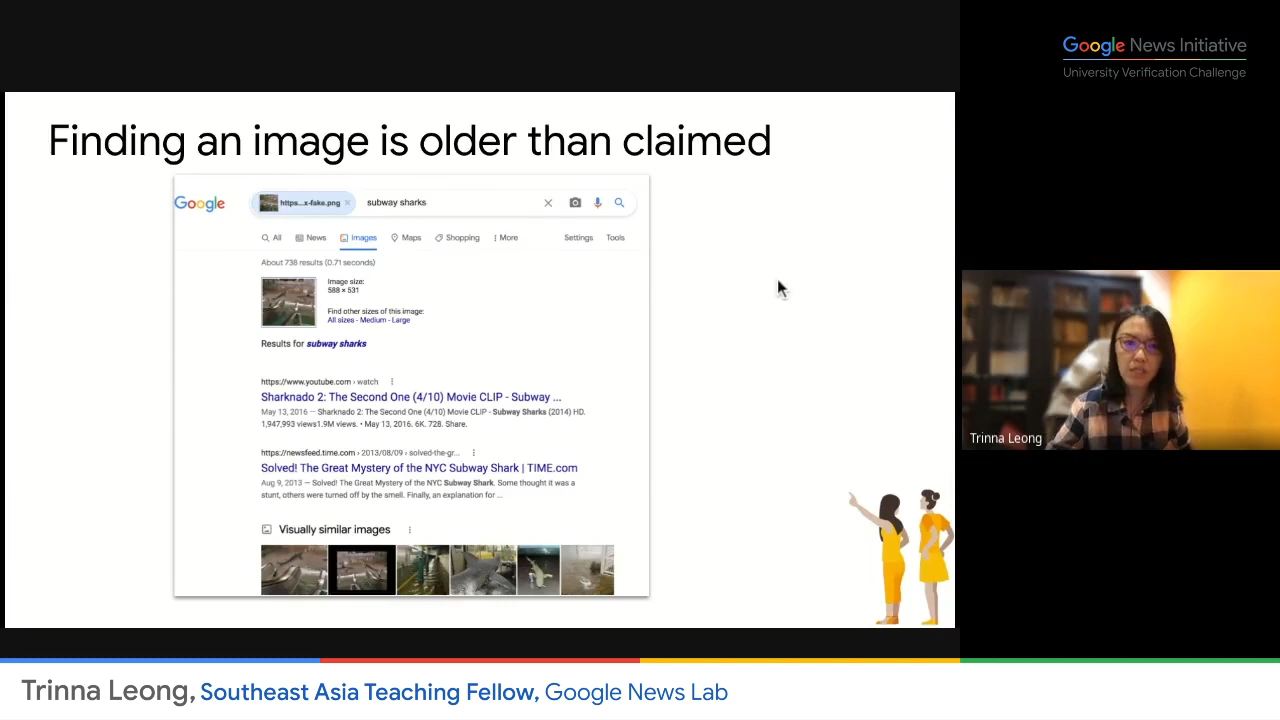 Google News Initiative
University Verification Challenge
Finding an image is older than claimed
Google
https...x-fake.png × subway sharks
All News Images Maps Shopping More Settings Tools
About 738 results (0.71 seconds)
Image size:
588 × 531
Find other sizes of this image:
All sizes - Medium - Large
Results for subway sharks
https://www.youtube.com › watch
Sharknado 2: The Second One (4/10) Movie CLIP - Subway ...
May 13, 2016 — Sharknado 2: The Second One (4/10) Movie CLIP - Subway Sharks (2014) HD.
1,947,993 views1.9M views. • May 13, 2016. 6K. 728. Share.
https://newsfeed.time.com › 2013/08/09 › solved-the-gr...
Solved! The Great Mystery of the NYC Subway Shark | TIME.com
Aug 9, 2013 — Solved! The Great Mystery of the NYC Subway Shark. Some thought it was a
stunt, others were turned off by the smell. Finally, an explanation for ...
Visually similar images
Trinna Leong
Trinna Leong, Southeast Asia Teaching Fellow, Google News Lab